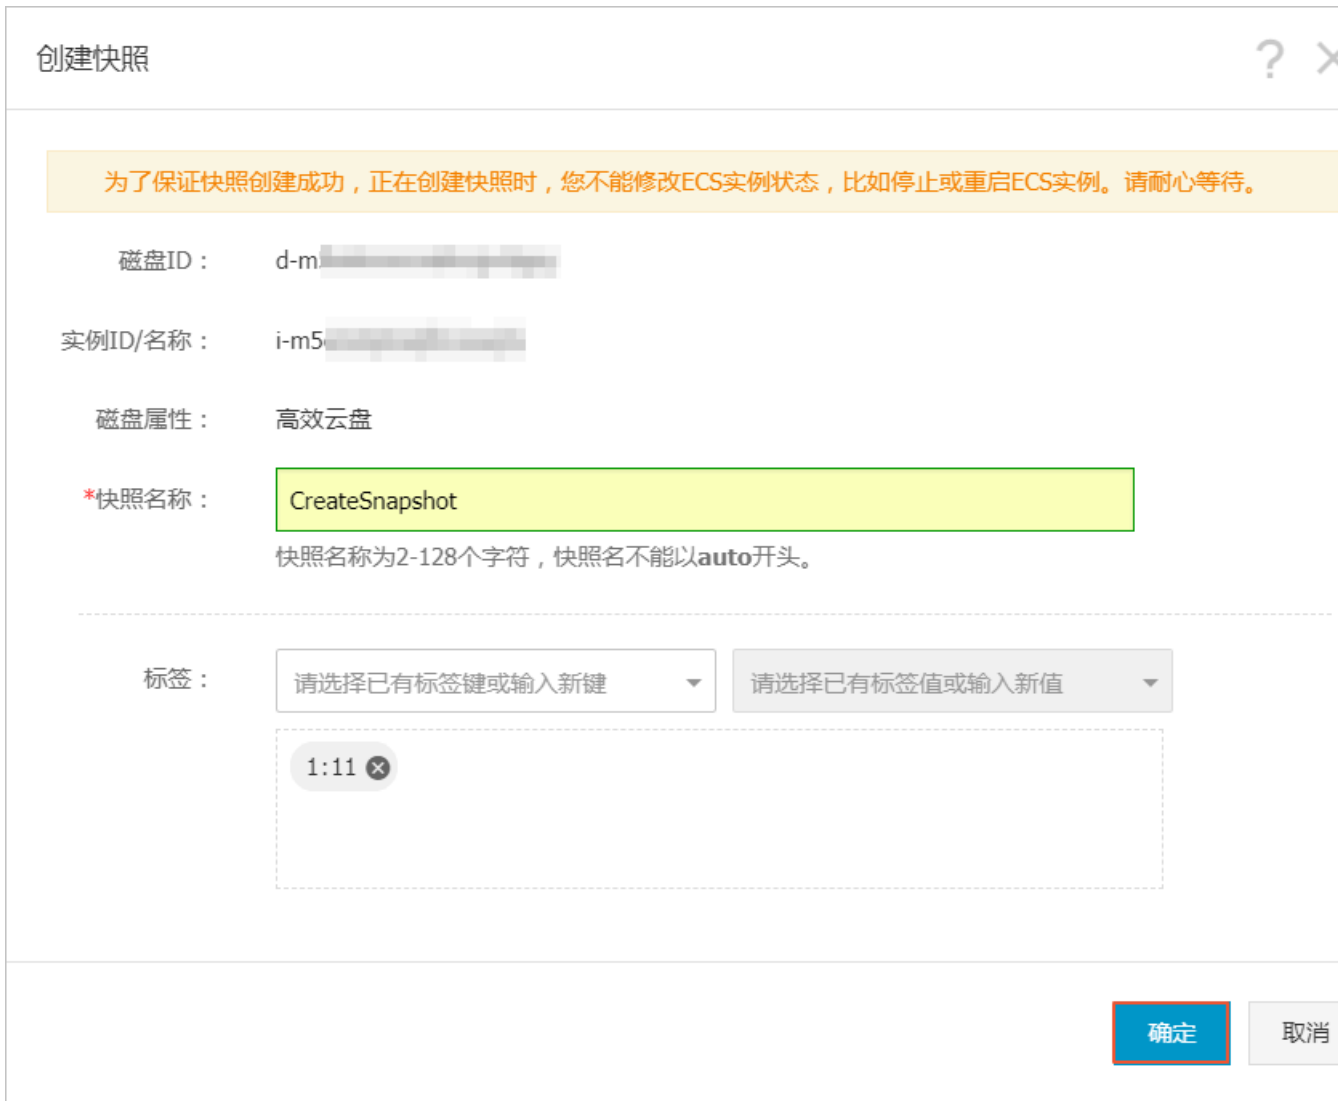 创建快照
为了保证快照创建成功，正在创建快照时，您不能修改ECS实例状态，比如停止或重启ECS实例。请耐心等待。
磁盘ID： d-m
实例ID/名称： i-m5
磁盘属性： 高效云盘
*快照名称： CreateSnapshot
快照名称为2-128个字符，快照名不能以auto开头。
标签： 请选择已有标签键或输入新键 请选择已有标签值或输入新值
1:11
确定 取消